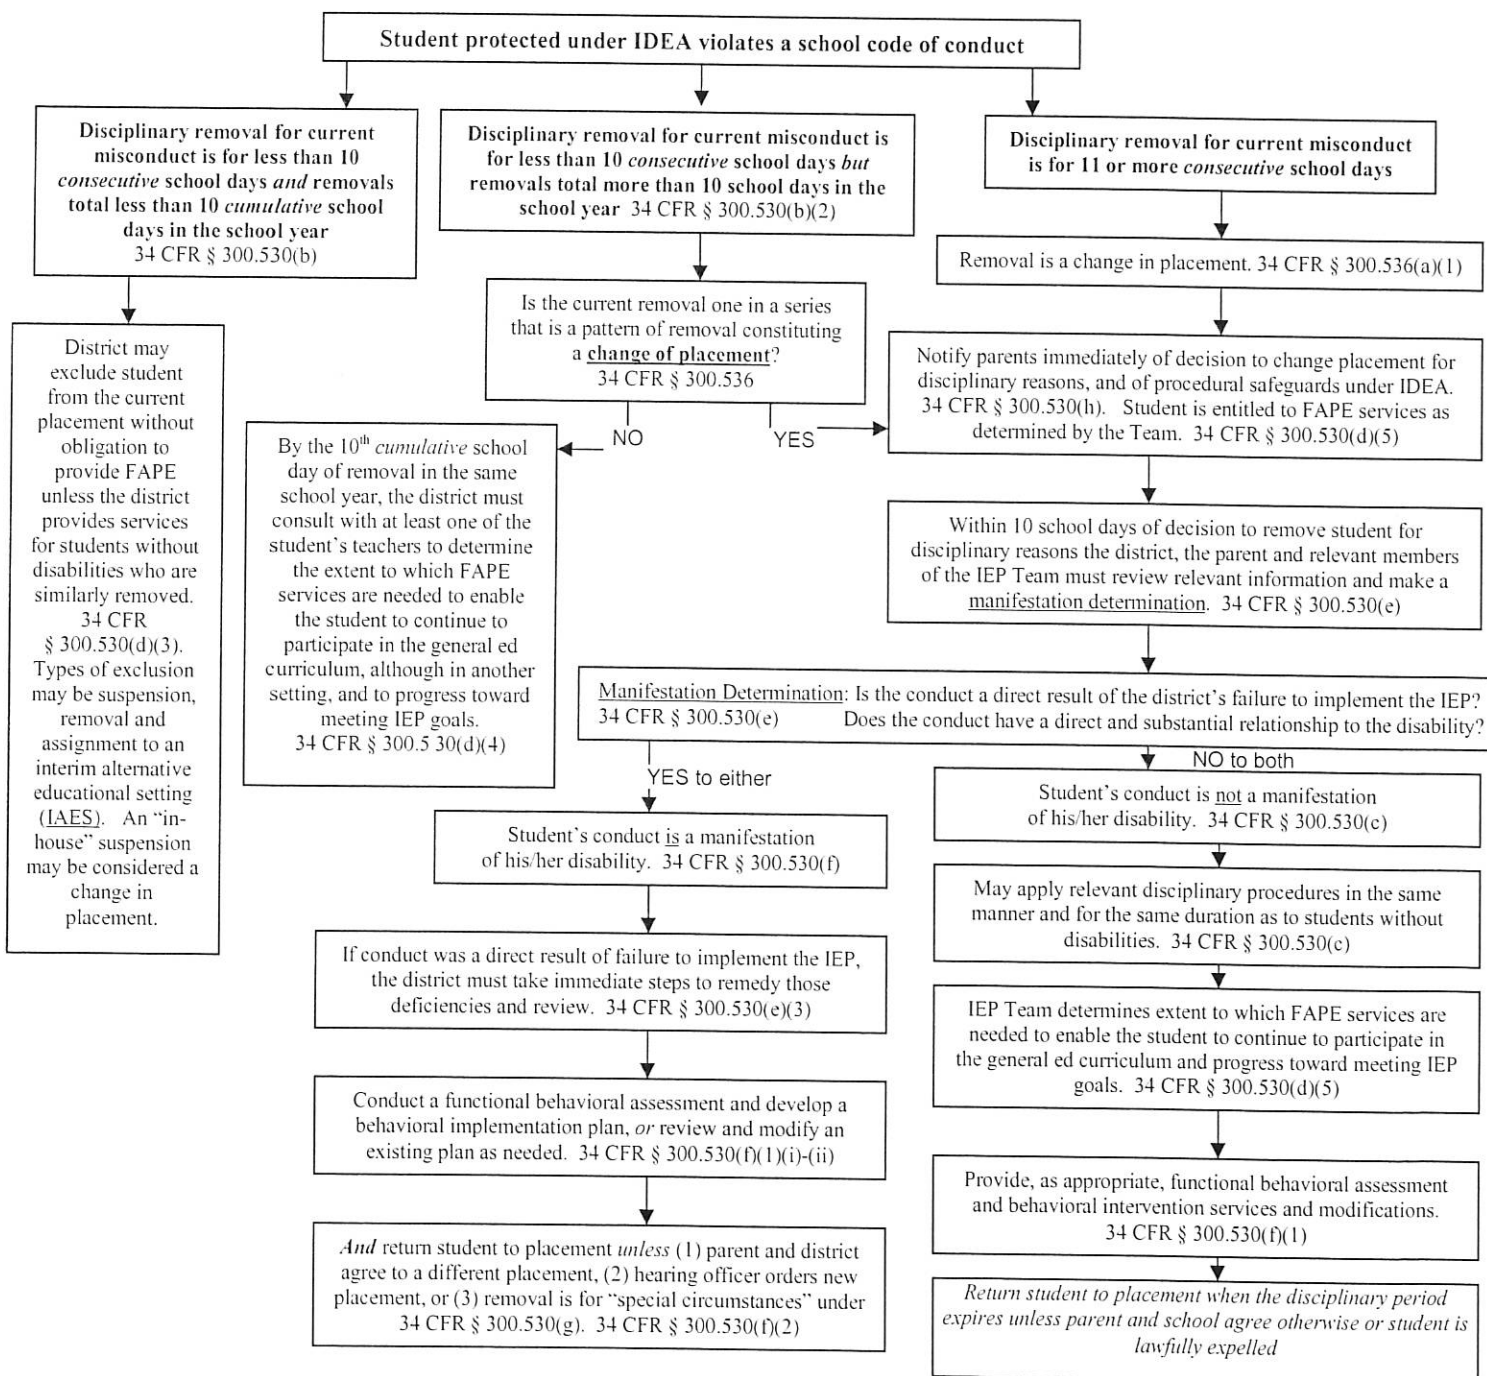 Student protected under IDEA violates a school code of conduct
Disciplinary removal for current
misconduct is for less than 10
consecutive school days and removals
total less than 10 cumulative school
days in the school year
34 CFR § 300.530(b)
Disciplinary removal for current misconduct is
for less than 10 consecutive school days but
removals total more than 10 school days in the
school year 34 CFR § 300.530(b)(2)
Disciplinary removal for current misconduct
is for 11 or more consecutive school days
Removal is a change in placement. 34 CFR § 300.536(a)(1)
Is the current removal one in a series
that is a pattern of removal constituting
a change of placement?
34 CFR § 300.536
NO
YES
District may
exclude student
from the current
placement without
obligation to
provide FAPE
unless the district
provides services
for students without
disabilities who are
similarly removed.
34 CFR
§ 300.530(d)(3).
Types of exclusion
may be suspension,
removal and
assignment to an
interim alternative
educational setting
(IAES). An “in-
house” suspension
may be considered a
change in
placement.
By the 10th cumulative school
day of removal in the same
school year, the district must
consult with at least one of the
student’s teachers to determine
the extent to which FAPE
services are needed to enable
the student to continue to
participate in the general ed
curriculum, although in another
setting, and to progress toward
meeting IEP goals.
34 CFR § 300.5 30(d)(4)
Notify parents immediately of decision to change placement for
disciplinary reasons, and of procedural safeguards under IDEA.
34 CFR § 300.530(h). Student is entitled to FAPE services as
determined by the Team. 34 CFR § 300.530(d)(5)
Within 10 school days of decision to remove student for
disciplinary reasons the district, the parent and relevant members
of the IEP Team must review relevant information and make a
manifestation determination. 34 CFR § 300.530(e)
Manifestation Determination: Is the conduct a direct result of the district’s failure to implement the IEP?
34 CFR § 300.530(e) Does the conduct have a direct and substantial relationship to the disability?
YES to either
NO to both
Student’s conduct is a manifestation
of his/her disability. 34 CFR § 300.530(f)
If conduct was a direct result of failure to implement the IEP,
the district must take immediate steps to remedy those
deficiencies and review. 34 CFR § 300.530(e)(3)
Conduct a functional behavioral assessment and develop a
behavioral implementation plan, or review and modify an
existing plan as needed. 34 CFR § 300.530(f)(1)(i)-(ii)
And return student to placement unless (1) parent and district
agree to a different placement, (2) hearing officer orders new
placement, or (3) removal is for “special circumstances” under
34 CFR § 300.530(g). 34 CFR § 300.530(f)(2)
Student’s conduct is not a manifestation
of his/her disability. 34 CFR § 300.530(c)
May apply relevant disciplinary procedures in the same
manner and for the same duration as to students without
disabilities. 34 CFR § 300.530(c)
IEP Team determines extent to which FAPE services are
needed to enable the student to continue to participate in
the general ed curriculum and progress toward meeting IEP
goals. 34 CFR § 300.530(d)(5)
Provide, as appropriate, functional behavioral assessment
and behavioral intervention services and modifications.
34 CFR § 300.530(f)(1)
Return student to placement when the disciplinary period
expires unless parent and school agree otherwise or student is
lawfully expelled